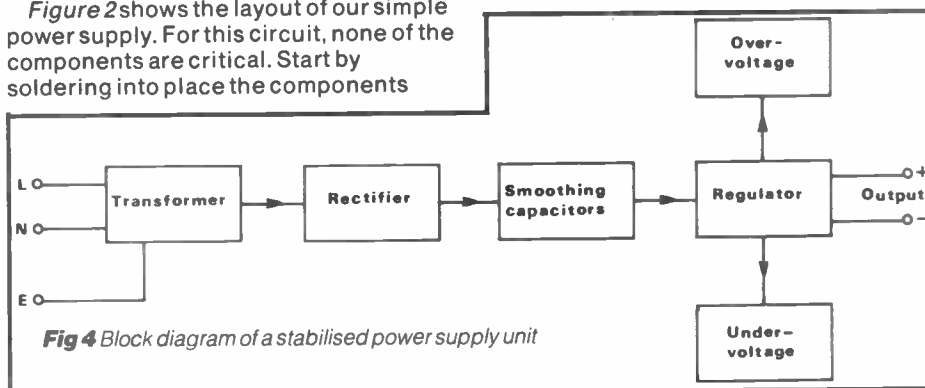 Figure 2 shows the layout of our simple
power supply. For this circuit, none of the
components are critical. Start by
soldering into place the components
Over-
voltage
L
N
E
Transformer
Rectifier
Smoothing
capacitors
Regulator
+
Output
-
Under-
voltage
Fig 4 Block diagram of a stabilised power supply unit